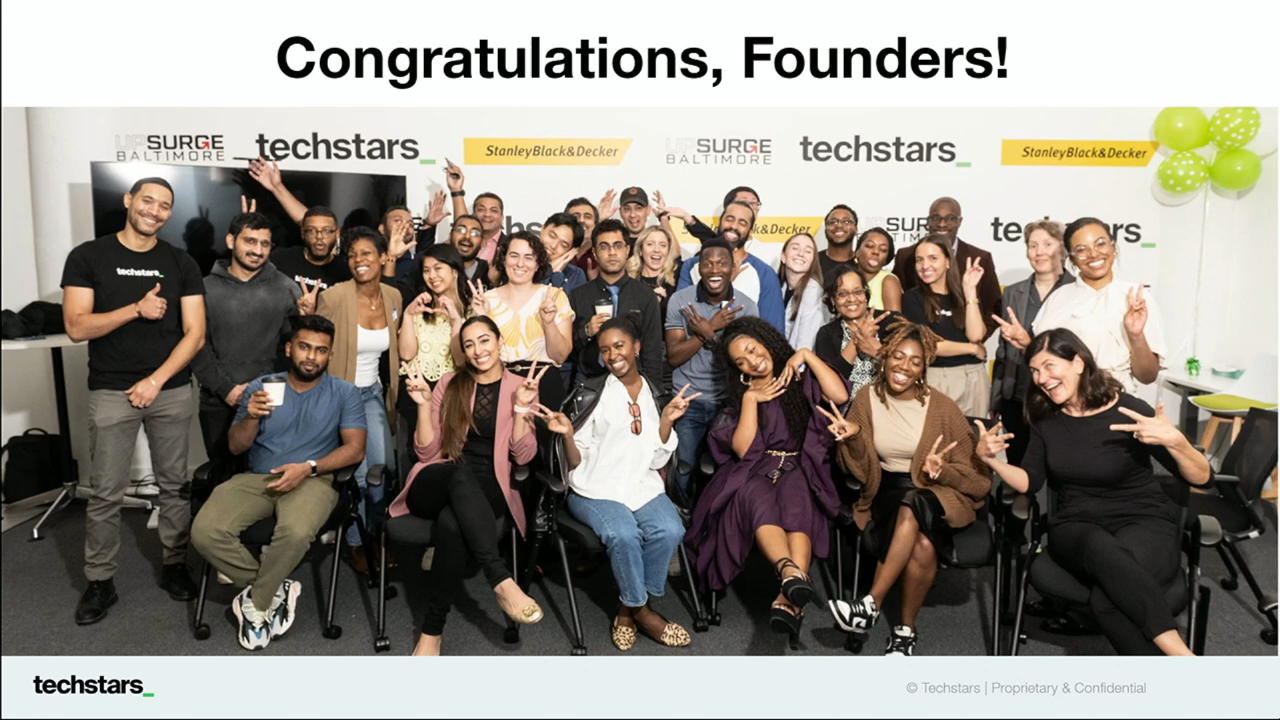 Congratulations, Founders!
UPSURGE BALTIMORE
techstars_
StanleyBlack&Decker
UPSURGE BALTIMORE
techstars_
StanleyBlack&Decker
techstars_
techstars_
© Techstars | Proprietary & Confidential